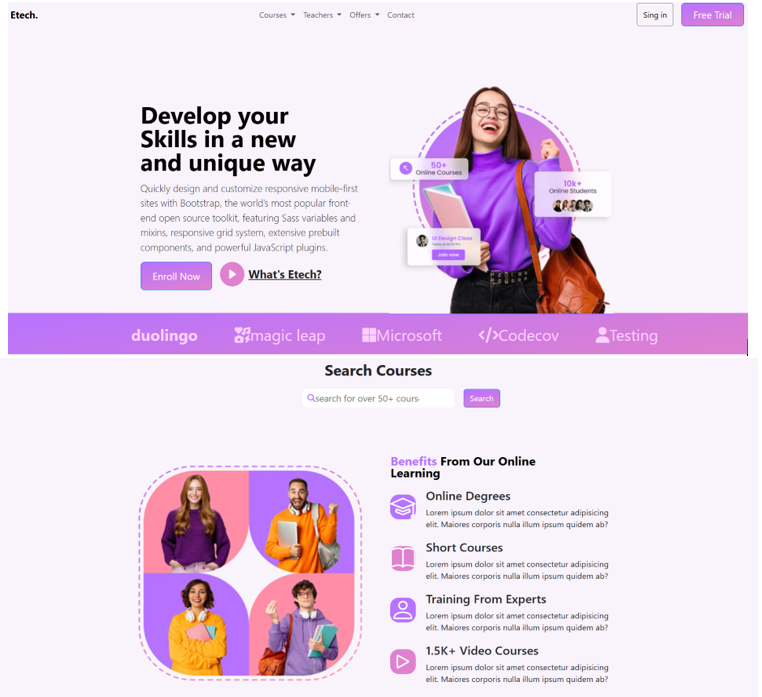 Etech.
Courses Teachers Offers Contact
Sing in
Free Trial
Develop your
Skills in a new
and unique way
Quickly design and customize responsive mobile-first
sites with Bootstrap, the world's most popular front-
end open source toolkit, featuring Sass variables and
mixins, responsive grid system, extensive prebuilt
components, and powerful JavaScript plugins.
Enroll Now
What's Etech?
50+
Online Courses
10k+
Online Students
UI Design Class
Join now
duolingo
magic leap
Microsoft
Codecov
Testing
Search Courses
search for over 50+ cours
Search
Benefits From Our Online
Learning
Online Degrees
Lorem ipsum dolor sit amet consectetur adipisicing
elit. Maiores corporis nulla illum ipsum quidem ab?
Short Courses
Lorem ipsum dolor sit amet consectetur adipisicing
elit. Maiores corporis nulla illum ipsum quidem ab?
Training From Experts
Lorem ipsum dolor sit amet consectetur adipisicing
elit. Maiores corporis nulla illum ipsum quidem ab?
1.5K+ Video Courses
Lorem ipsum dolor sit amet consectetur adipisicing
elit. Maiores corporis nulla illum ipsum quidem ab?